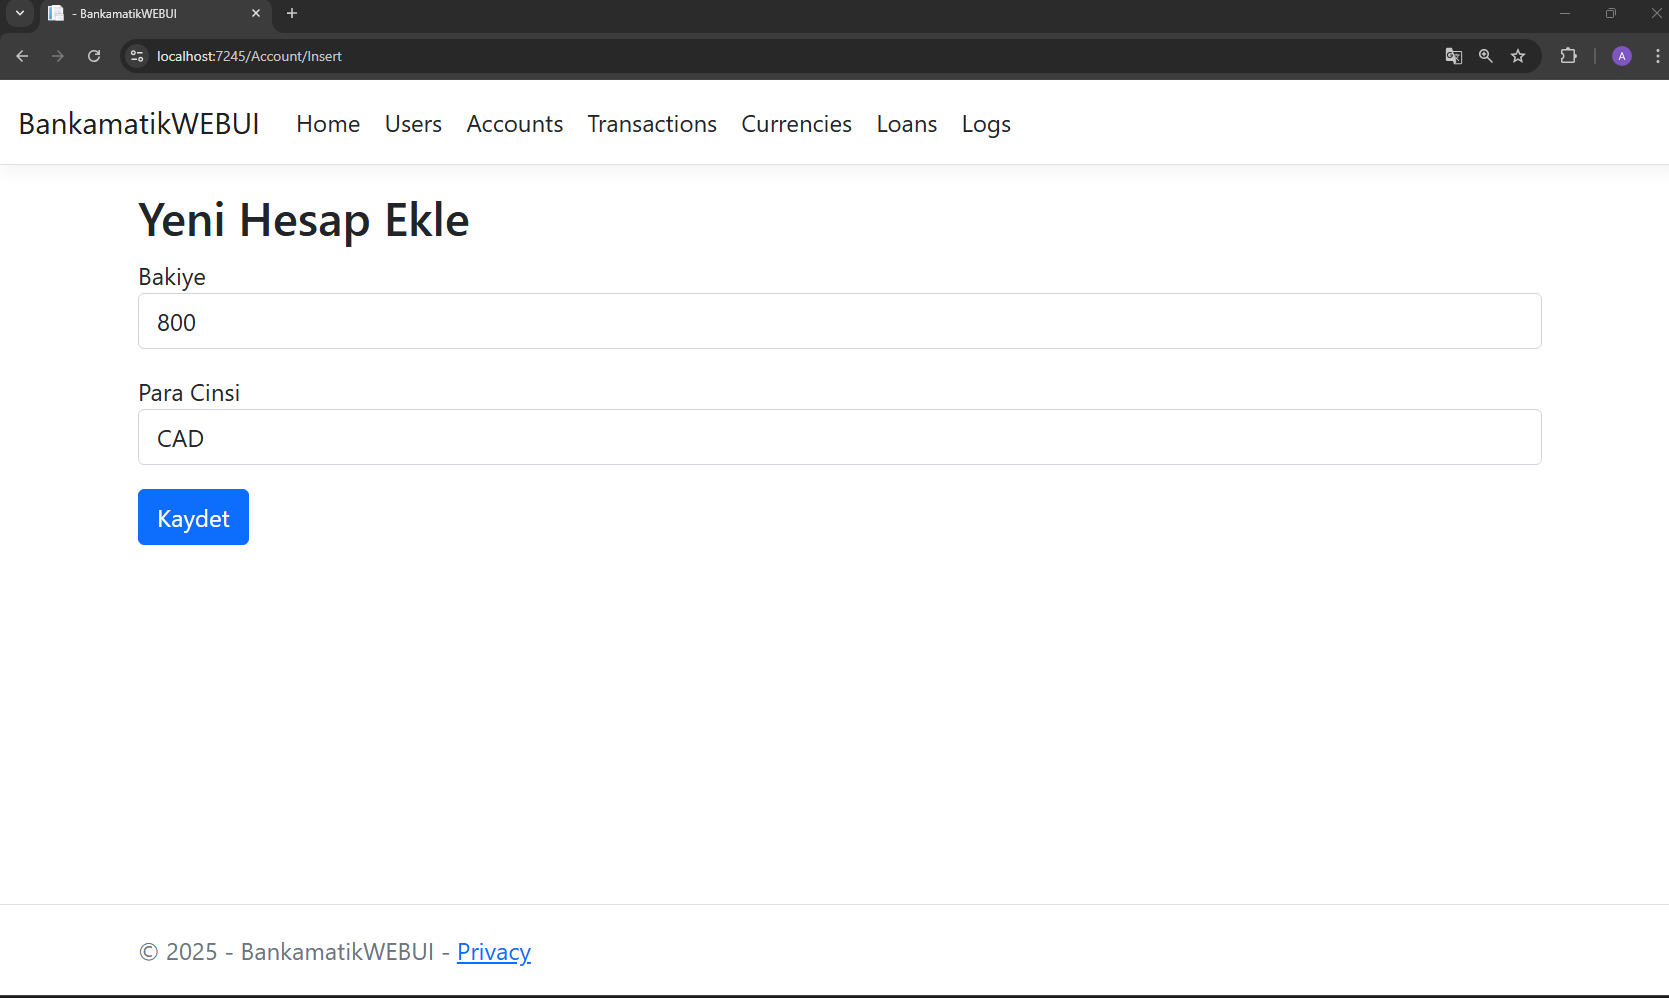 - BankamatikWEBUI
localhost:7245/Account/Insert
A
BankamatikWEBUI Home Users Accounts Transactions Currencies Loans Logs
Yeni Hesap Ekle
Bakiye
800
Para Cinsi
CAD
Kaydet
© 2025 - BankamatikWEBUI - Privacy